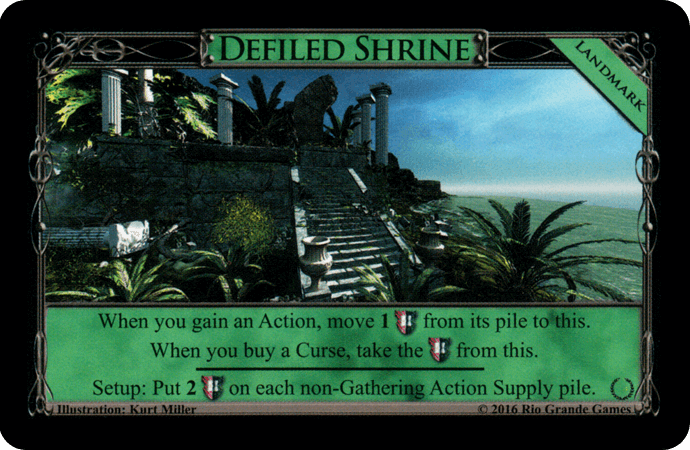 DEFILED SHRINE
LANDMARK
When you gain an Action, move 1 from its pile to this.
When you buy a Curse, take the from this.
Setup: Put 2 on each non-Gathering Action Supply pile.
Illustration: Kurt Miller
© 2016 Rio Grande Games